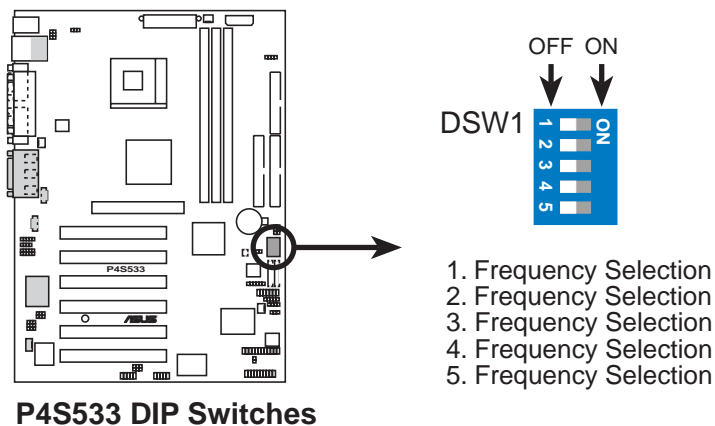 OFF ON
DSW1
ON
1
2
3
4
5
P4S533
ASUS
1. Frequency Selection
2. Frequency Selection
3. Frequency Selection
4. Frequency Selection
5. Frequency Selection
P4S533 DIP Switches